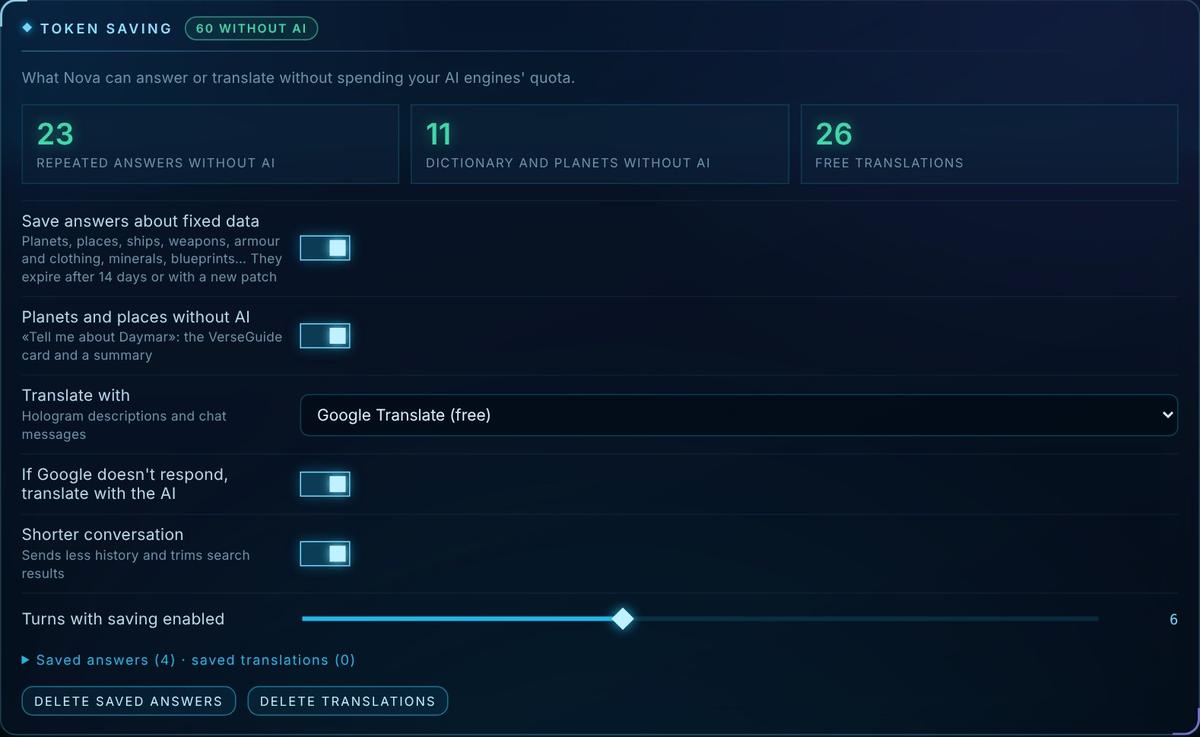 TOKEN SAVING
60 WITHOUT AI
What Nova can answer or translate without spending your AI engines' quota.
23
REPEATED ANSWERS WITHOUT AI
11
DICTIONARY AND PLANETS WITHOUT AI
26
FREE TRANSLATIONS
Save answers about fixed data
Planets, places, ships, weapons, armour
and clothing, minerals, blueprints... They
expire after 14 days or with a new patch
Planets and places without AI
«Tell me about Daymar»: the VerseGuide
card and a summary
Translate with
Hologram descriptions and chat
messages
Google Translate (free)
If Google doesn't respond,
translate with the AI
Shorter conversation
Sends less history and trims search
results
Turns with saving enabled
6
Saved answers (4) · saved translations (0)
DELETE SAVED ANSWERS
DELETE TRANSLATIONS